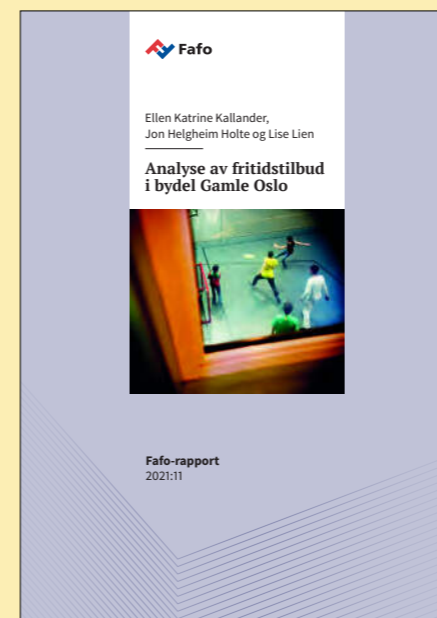 Fafo
Ellen Katrine Kallander,
Jon Helgheim Holte og Lise Lien
Analyse av fritidstilbud
i bydel Gamle Oslo
Fafo-rapport
2021:11